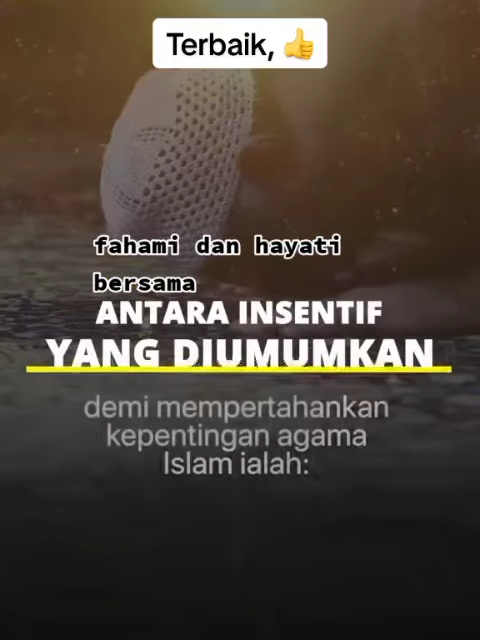 Terbaik, 👍
fahami dan hayati
bersama
ANTARA INSENTIF
YANG DIUMUMKAN
demi mempertahankan
kepentingan agama
Islam ialah: